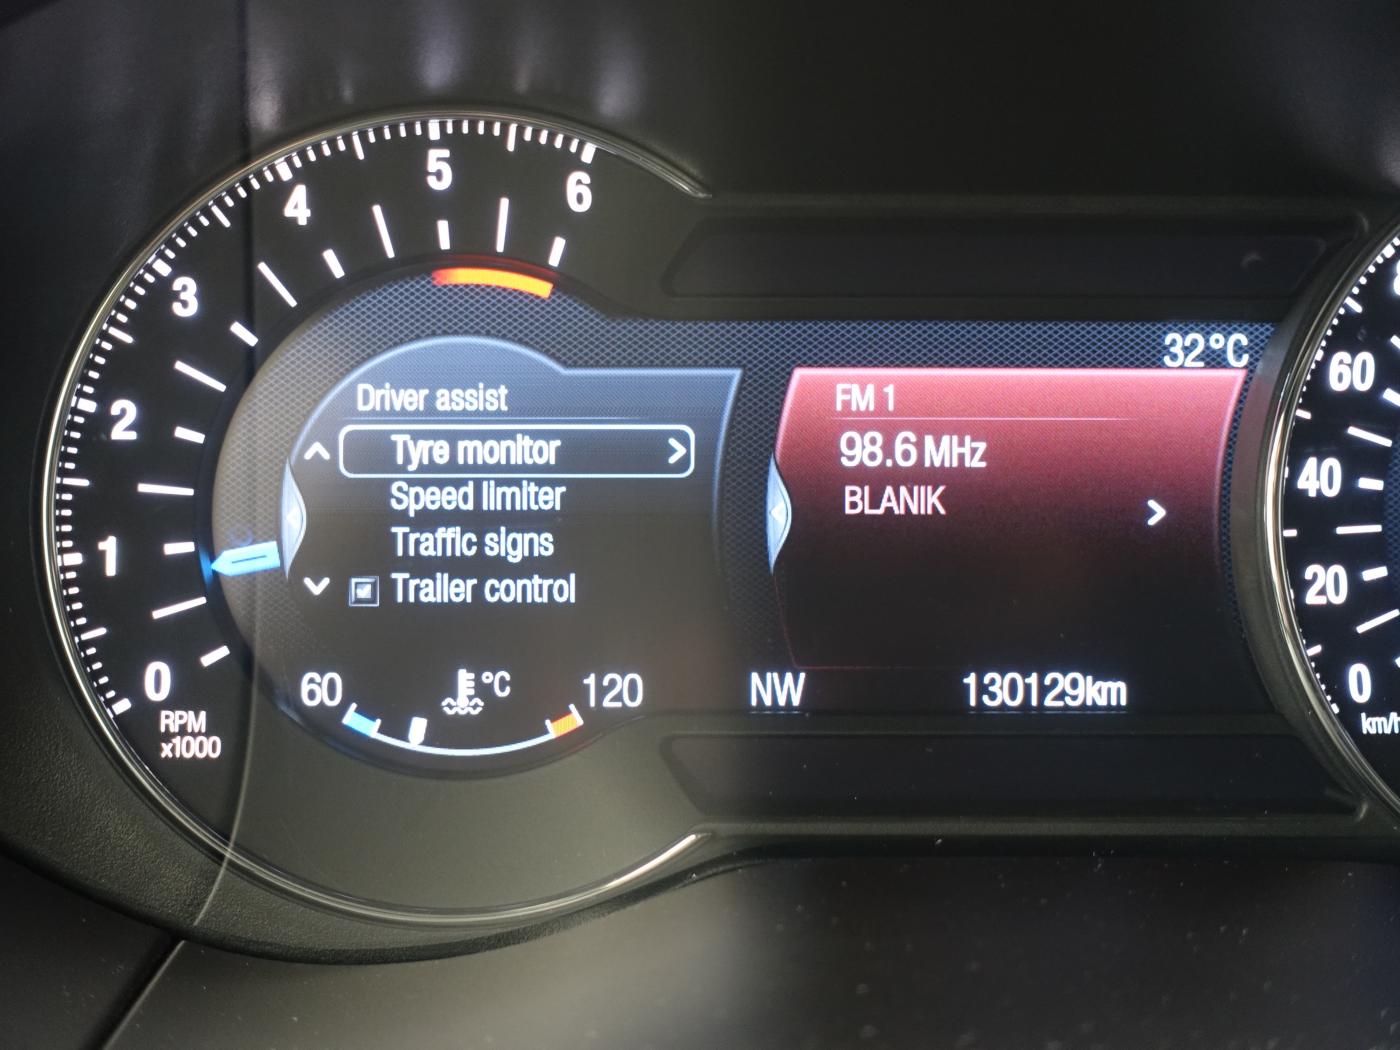 5
4
6
3
2
1
0
RPM
x1000
32°C
Driver assist
Tyre monitor
Speed limiter
Traffic signs
Trailer control
60
°C
120
FM 1
98.6 MHz
BLANIK
NW
130129km
60
40
20
0